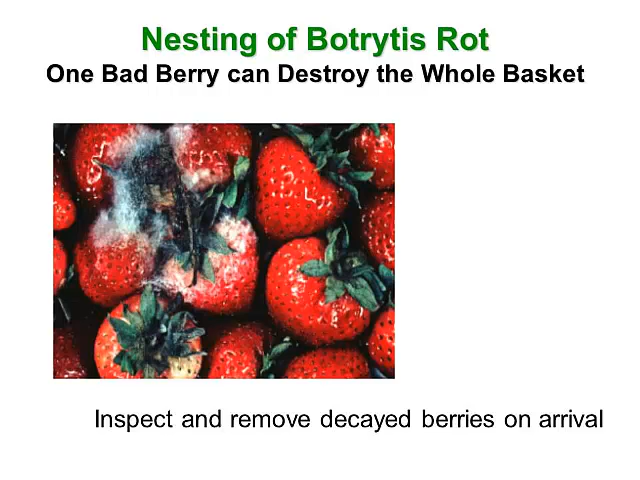 Nesting of Botrytis Rot
One Bad Berry can Destroy the Whole Basket
Inspect and remove decayed berries on arrival